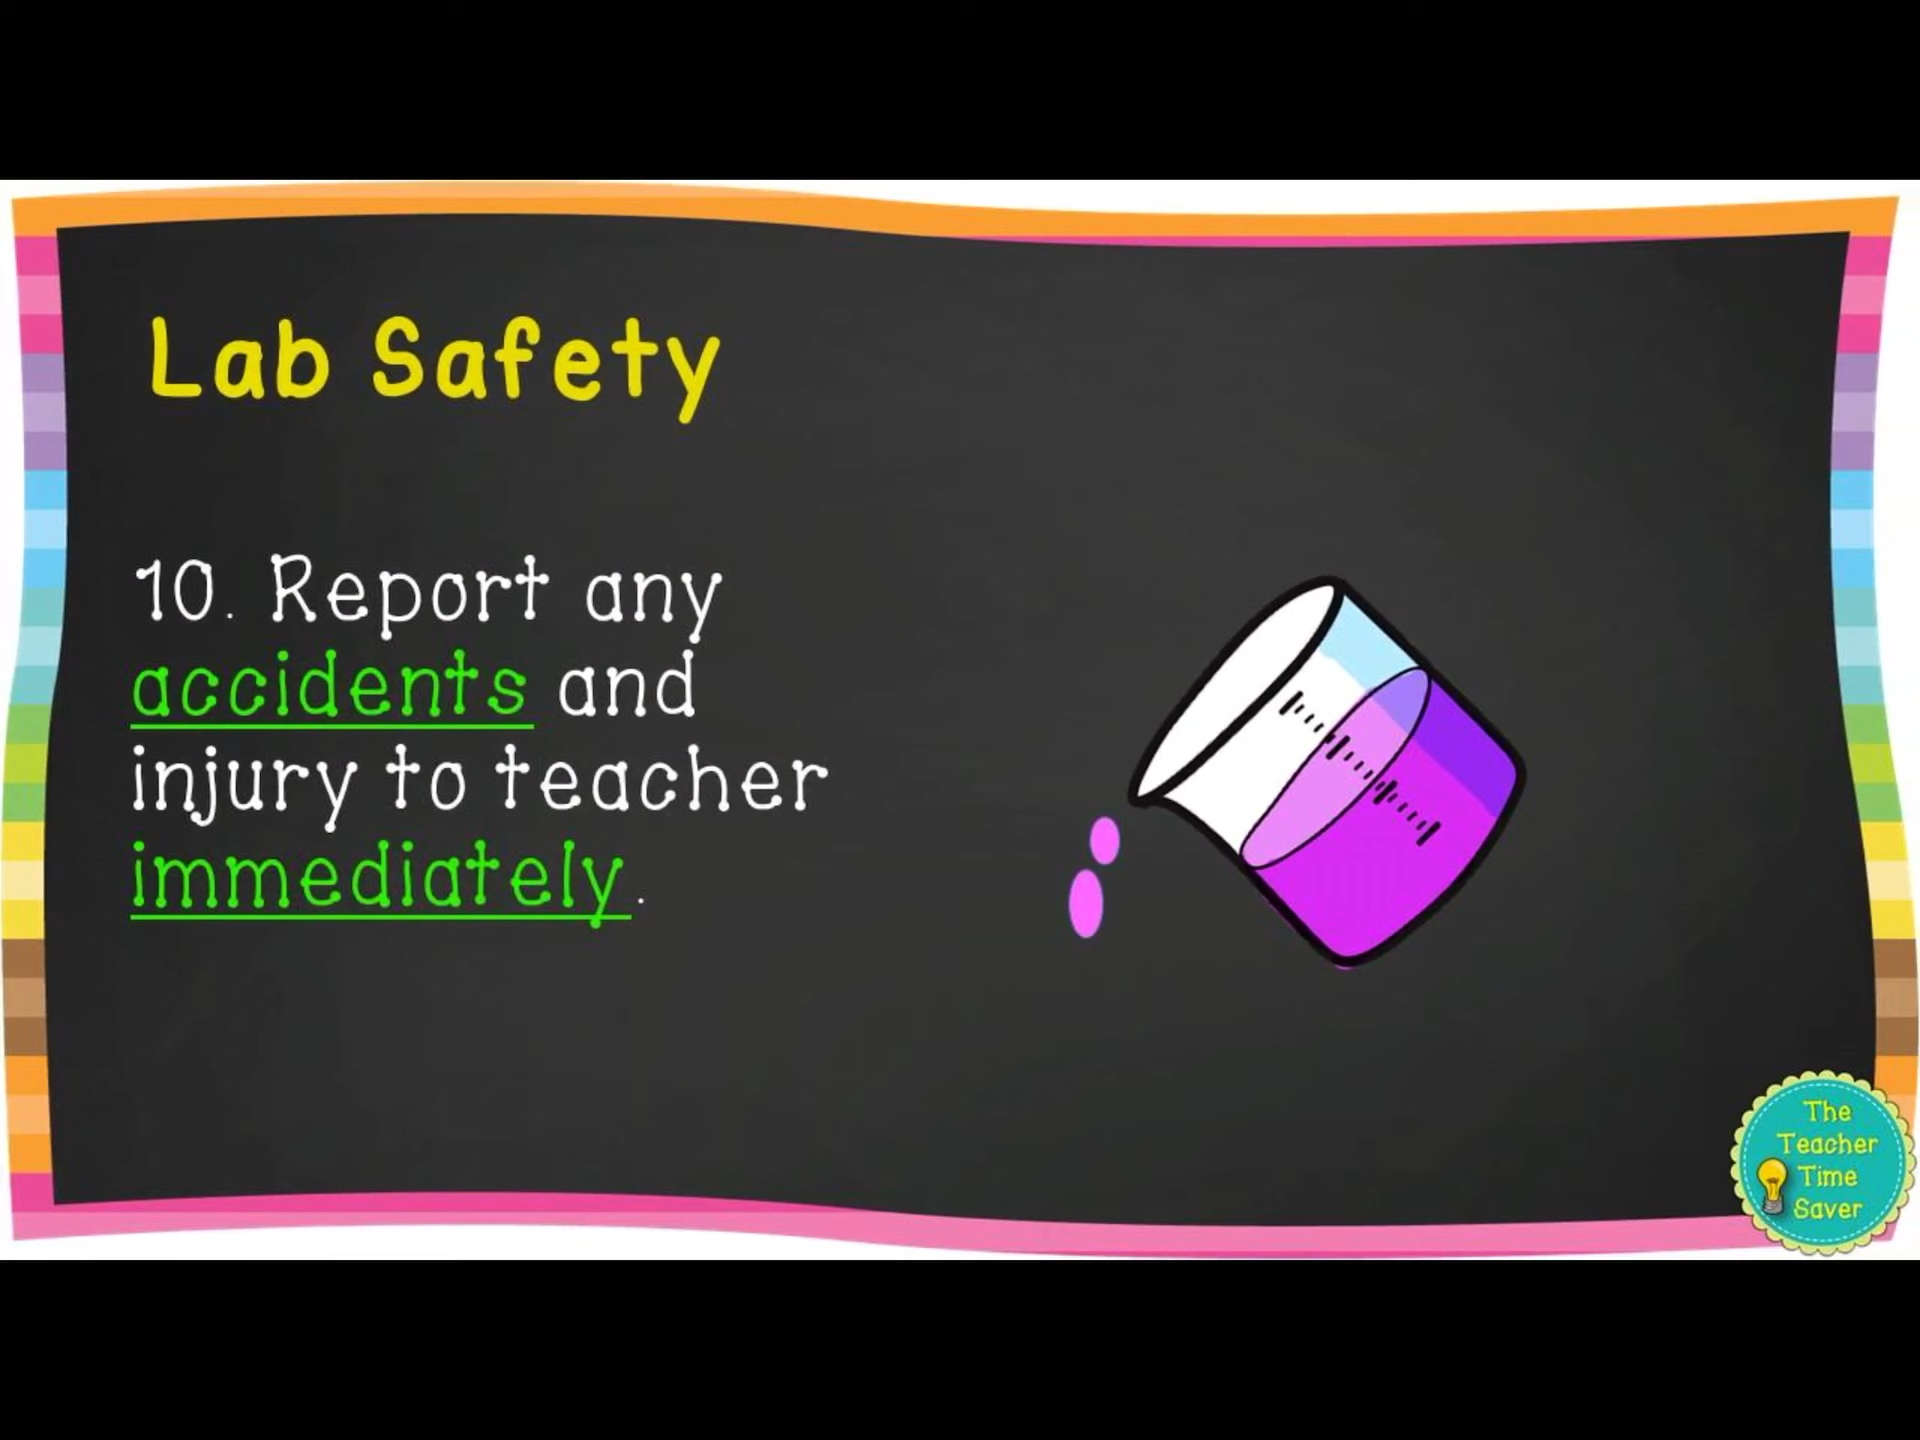 Lab Safety
10. Report any
accidents and
injury to teacher
immediately.
The
Teacher
Time
Saver